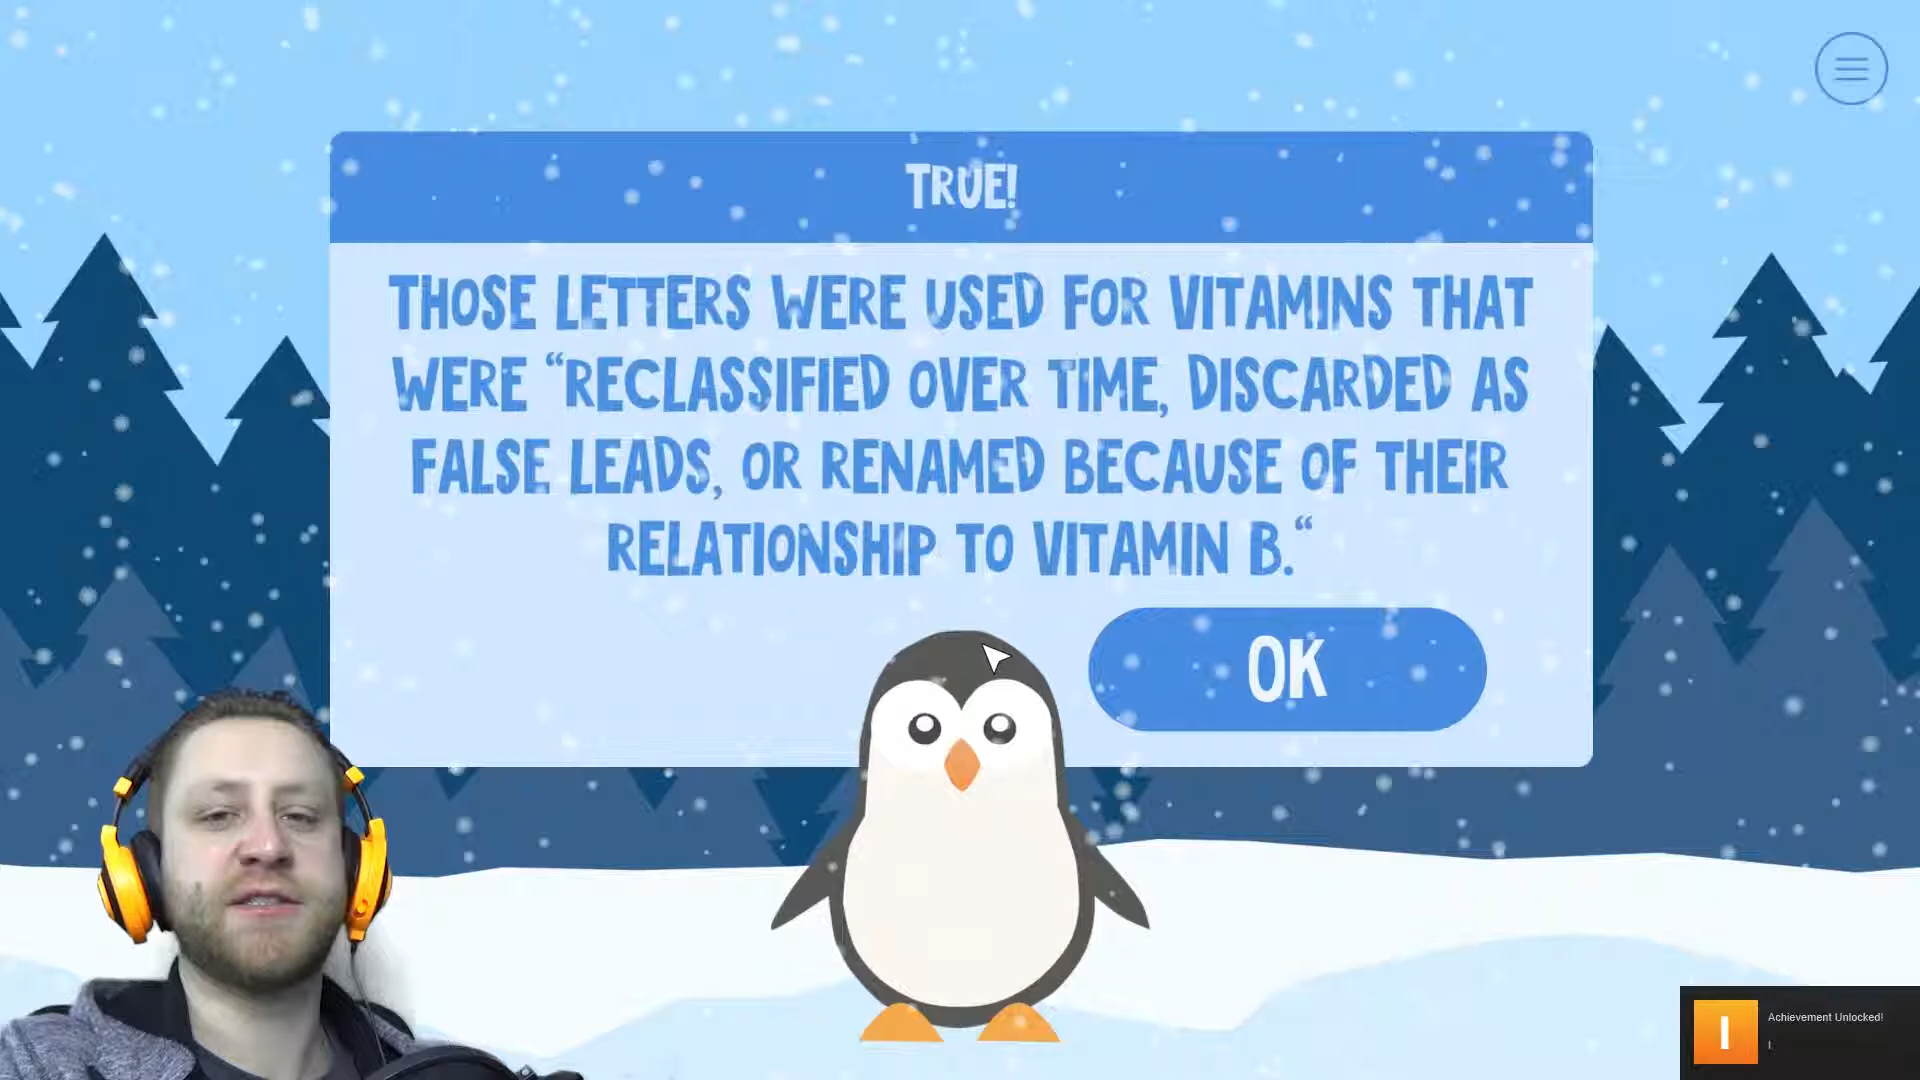 TRUE!
THOSE LETTERS WERE USED FOR VITAMINS THAT
WERE “RECLASSIFIED OVER TIME, DISCARDED AS
FALSE LEADS, OR RENAMED BECAUSE OF THEIR
RELATIONSHIP TO VITAMIN B.“
OK
I
Achievement Unlocked!
I